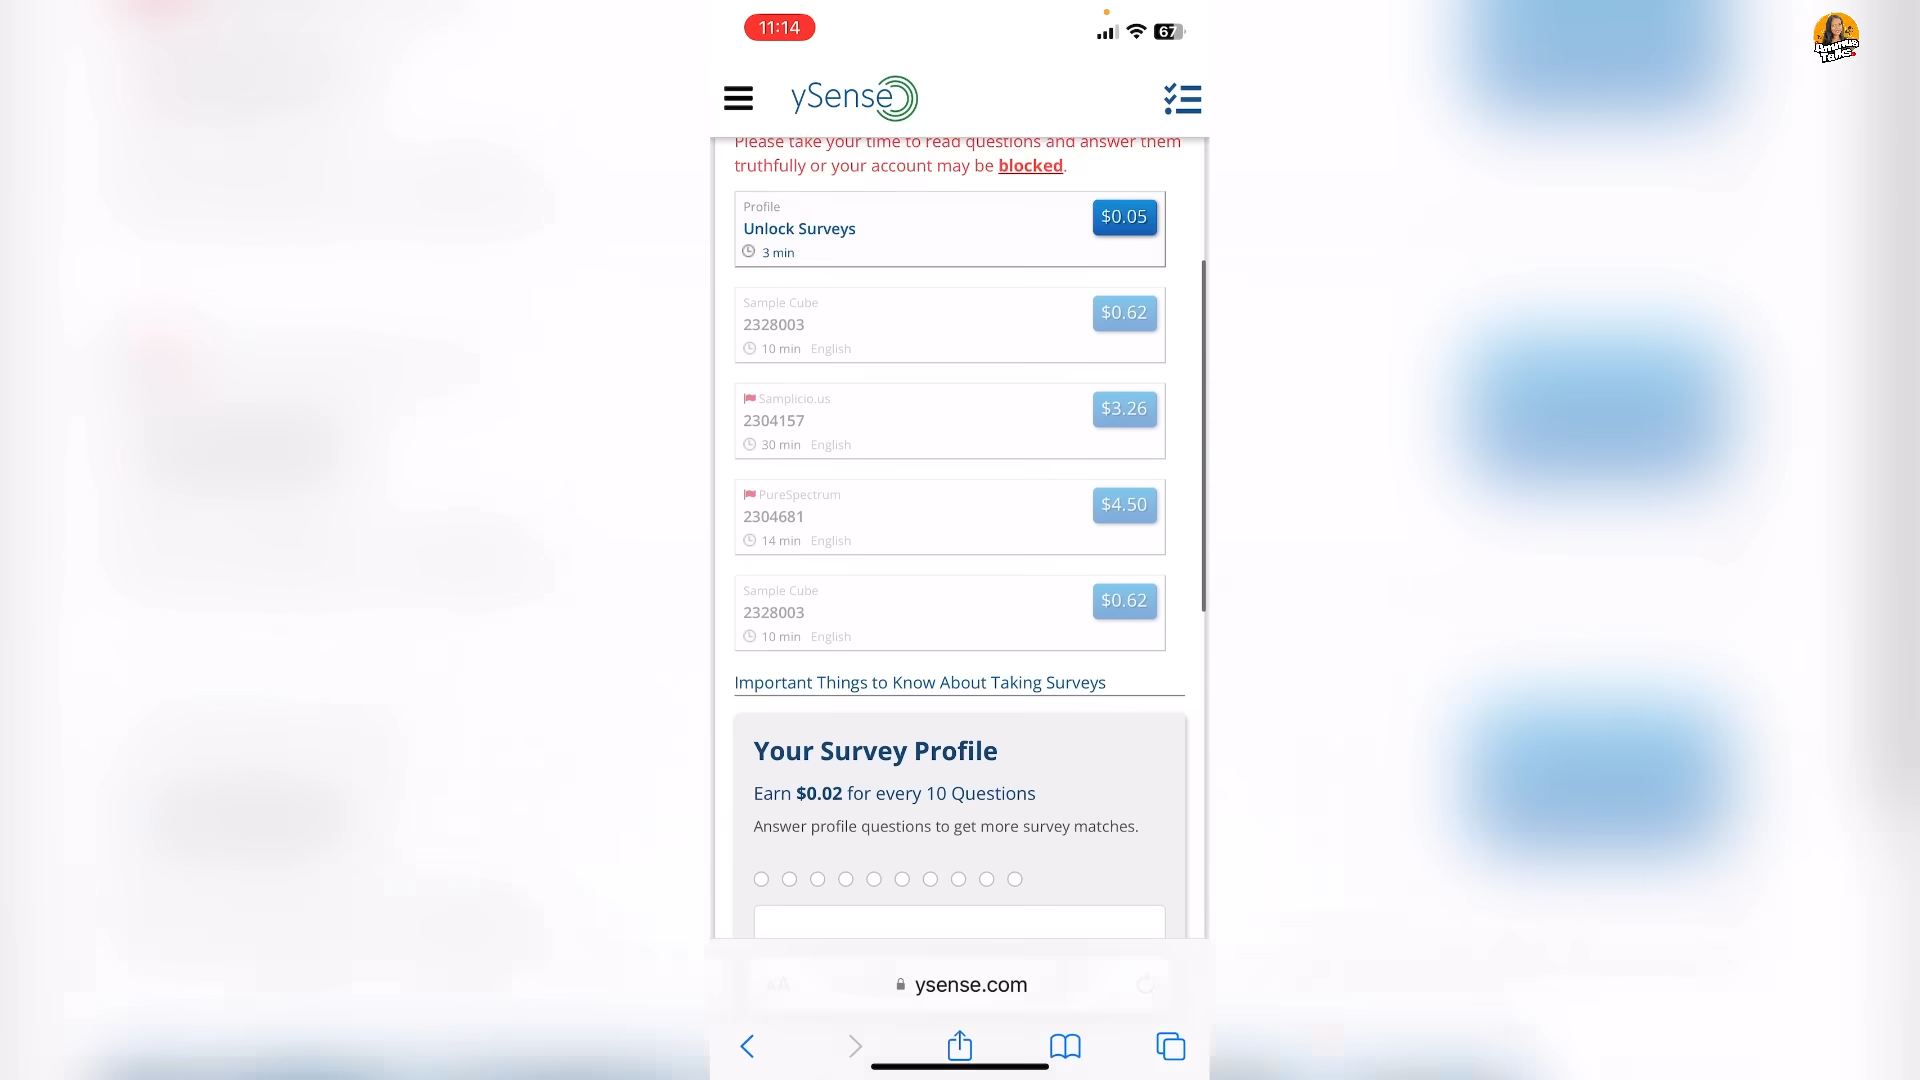 11:14
67
Aminus
Talks.
ySense
Please take your time to read questions and answer them
truthfully or your account may be blocked.
Profile
Unlock Surveys
3 min
$0.05
Sample Cube
2328003
10 min English
$0.62
Samplicio.us
2304157
30 min English
$3.26
PureSpectrum
2304681
14 min English
$4.50
Sample Cube
2328003
10 min English
$0.62
Important Things to Know About Taking Surveys
Your Survey Profile
Earn $0.02 for every 10 Questions
Answer profile questions to get more survey matches.
AA
ysense.com